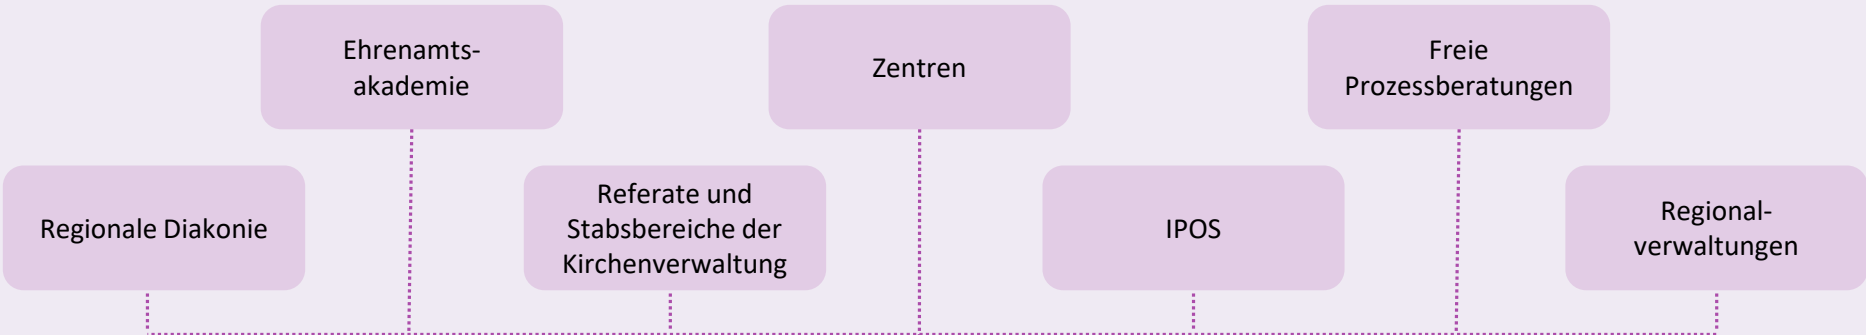 Ehrenamts-
akademie
Zentren
Freie
Prozessberatungen
Regionale Diakonie
Referate und
Stabsbereiche der
Kirchenverwaltung
IPOS
Regional-
verwaltungen